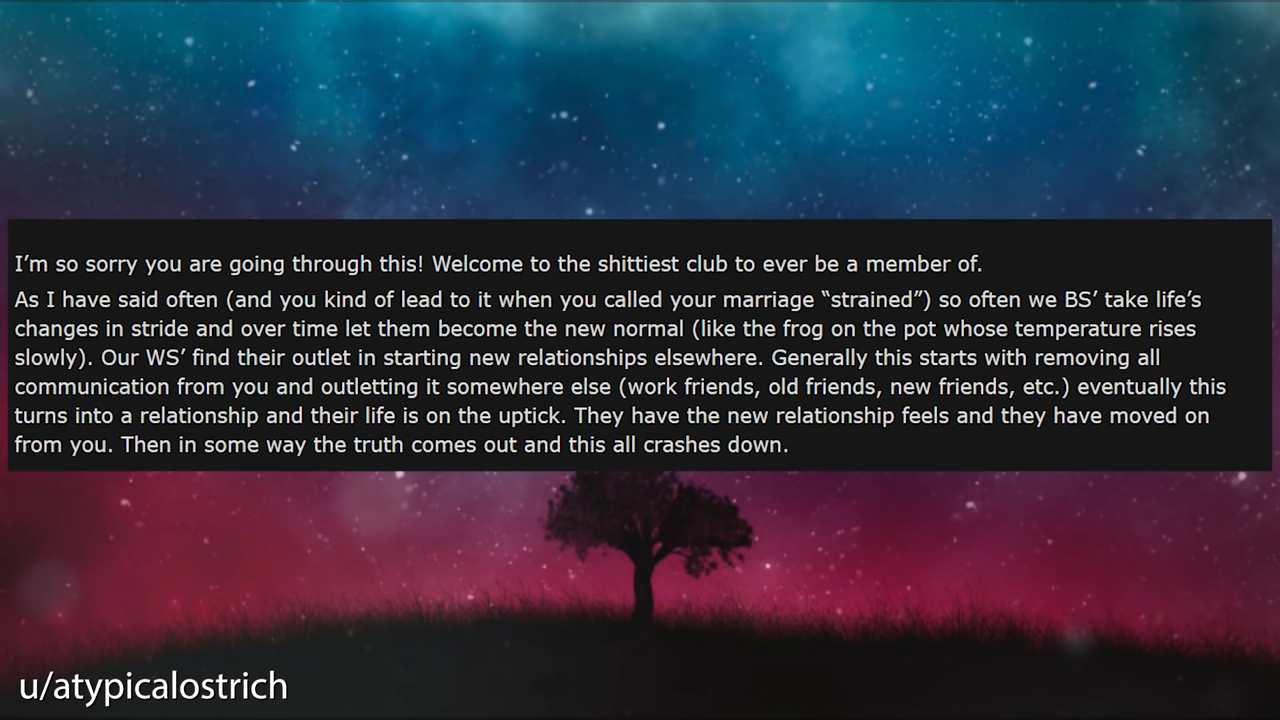 I’m so sorry you are going through this! Welcome to the shittiest club to ever be a member of.
As I have said often (and you kind of lead to it when you called your marriage “strained”) so often we BS’ take life’s
changes in stride and over time let them become the new normal (like the frog on the pot whose temperature rises
slowly). Our WS’ find their outlet in starting new relationships elsewhere. Generally this starts with removing all
communication from you and outletting it somewhere else (work friends, old friends, new friends, etc.) eventually this
turns into a relationship and their life is on the uptick. They have the new relationship feels and they have moved on
from you. Then in some way the truth comes out and this all crashes down.
u/atypicalostrich